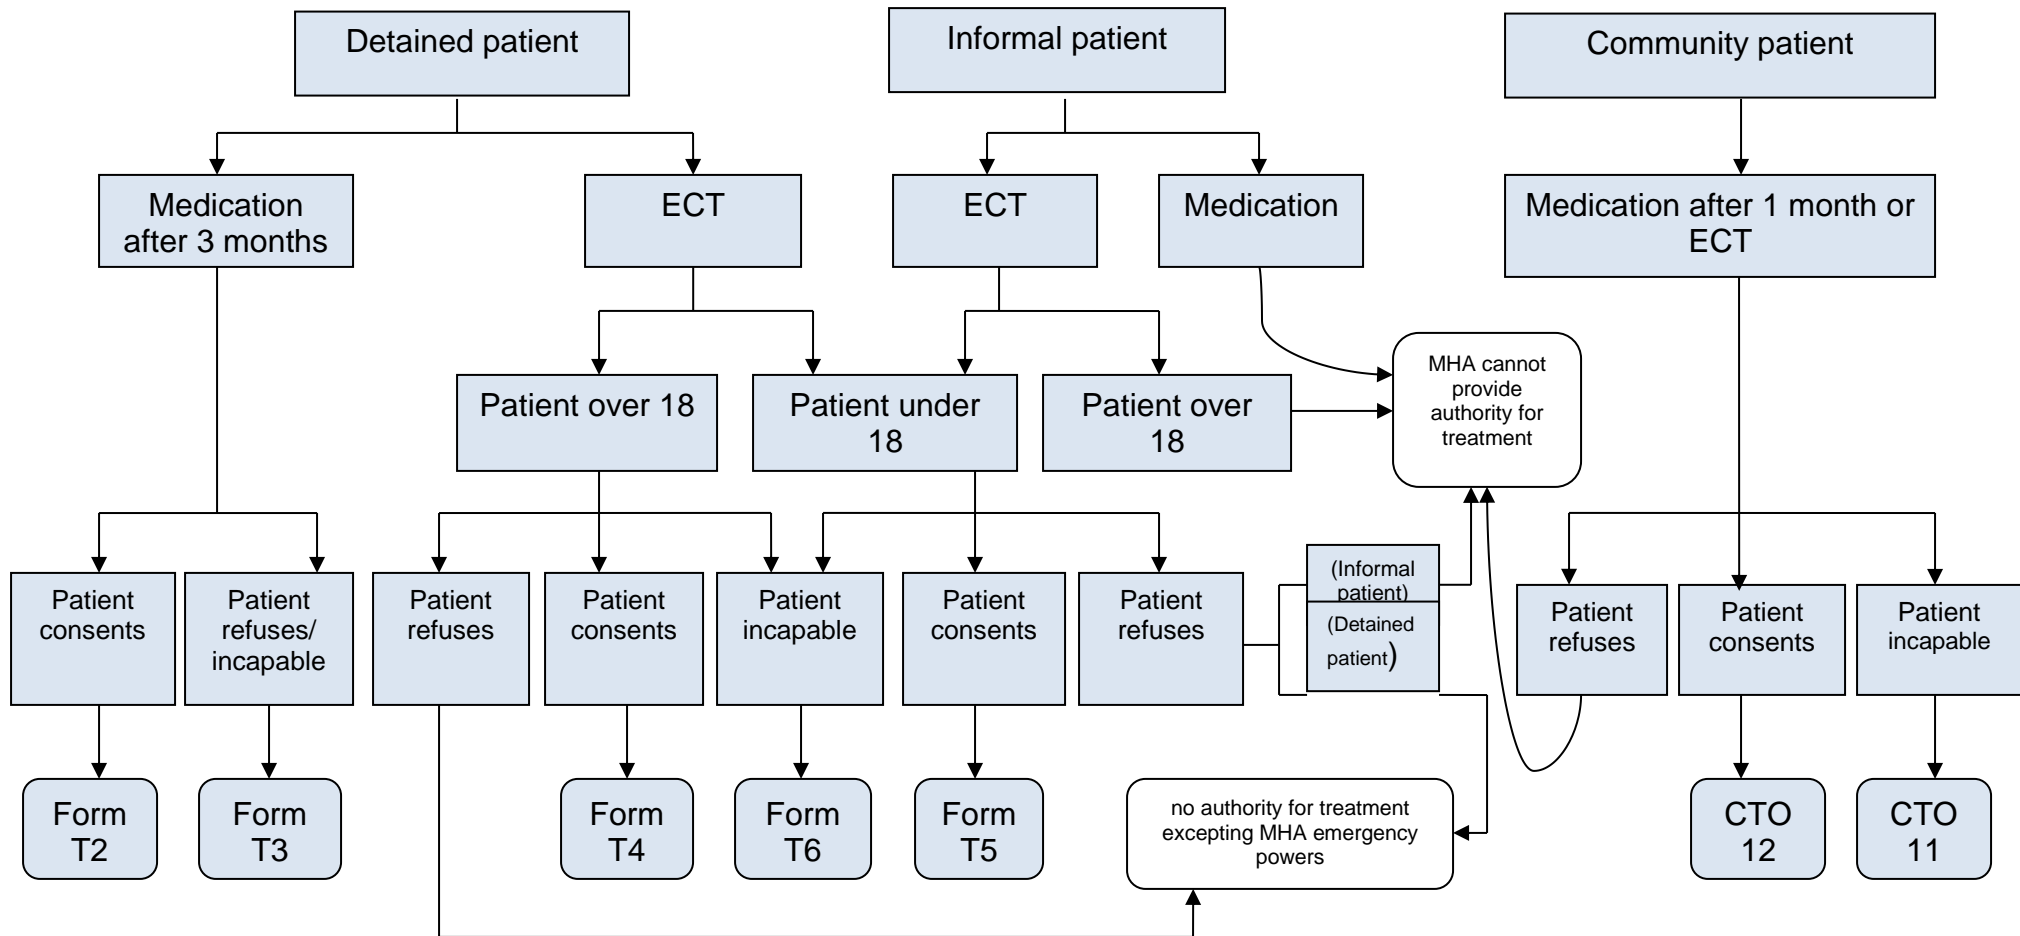 Detained patient
Informal patient
Community patient
Medication
after 3 months
ECT
ECT
Medication
Medication after 1 month or
ECT
MHA cannot
provide
authority for
treatment
Patient over 18
Patient under
18
Patient over
18
Patient
consents
Patient
refuses/
incapable
Patient
refuses
Patient
consents
Patient
incapable
Patient
consents
Patient
refuses
(Informal
patient)
(Detained
patient)
Patient
refuses
Patient
consents
Patient
incapable
Form
T2
Form
T3
Form
T4
Form
T6
Form
T5
no authority for treatment
excepting MHA emergency
powers
CTO
12
CTO
11